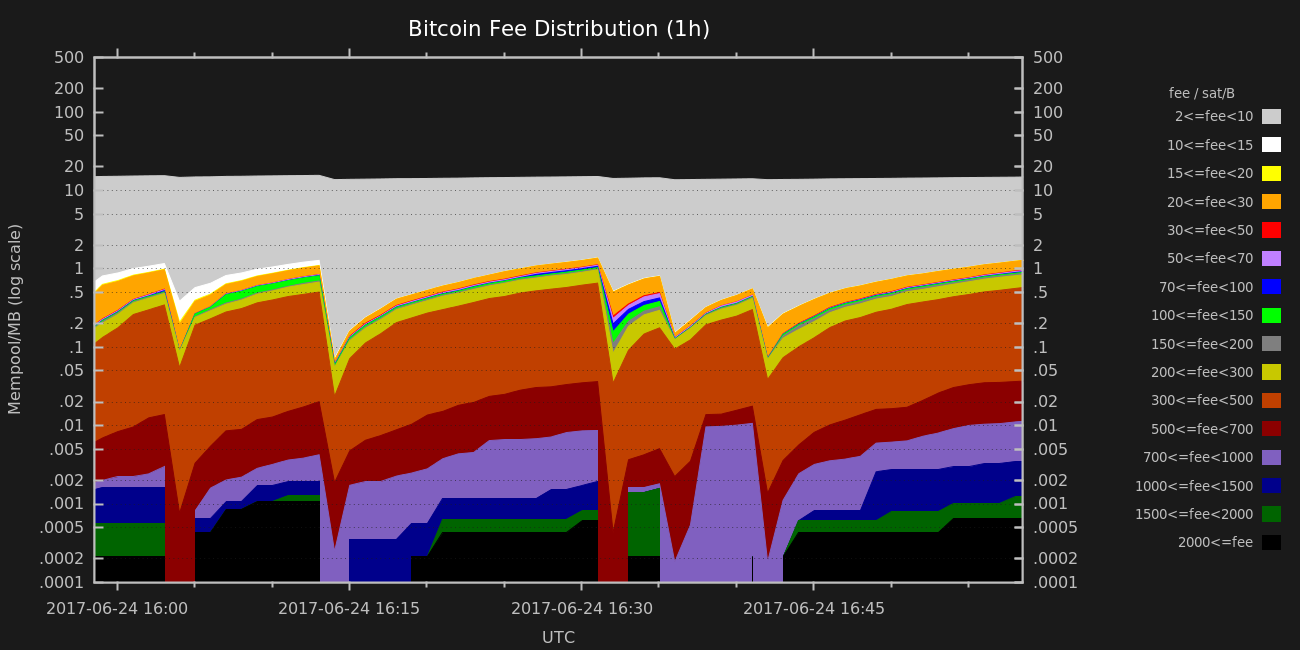 Bitcoin Fee Distribution (1h)
500 500
200 200
100 100
50 50
20 20
10 10
5 5
2 2
1 1
.5 .5
.2 .2
.1 .1
.05 .05
.02 .02
.01 .01
.005 .005
.002 .002
.001 .001
.0005 .0005
.0002 .0002
.0001 .0001
Mempool/MB (log scale)
2017-06-24 16:00 2017-06-24 16:15 2017-06-24 16:30 2017-06-24 16:45
UTC
fee / sat/B
2<=fee<10
10<=fee<15
15<=fee<20
20<=fee<30
30<=fee<50
50<=fee<70
70<=fee<100
100<=fee<150
150<=fee<200
200<=fee<300
300<=fee<500
500<=fee<700
700<=fee<1000
1000<=fee<1500
1500<=fee<2000
2000<=fee